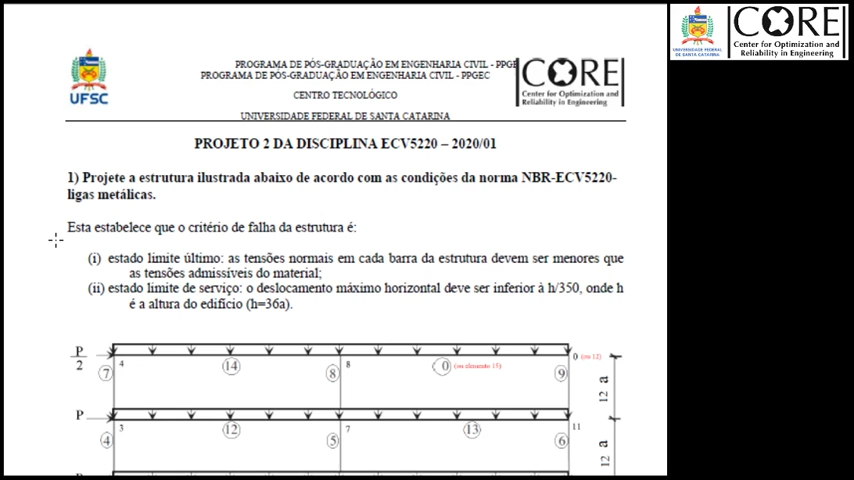 PROGRAMA DE PÓS-GRADUAÇÃO EM ENGENHARIA CIVIL - PPGE
PROGRAMA DE PÓS-GRADUAÇÃO EM ENGENHARIA CIVIL - PPGEC
CENTRO TECNOLÓGICO
UNIVERSIDADE FEDERAL DE SANTA CATARINA
UFSC
CORE
Center for Optimization and
Reliability in Engineering
UNIVERSIDADE FEDERAL
DE SANTA CATARINA
CORE
Center for Optimization and
Reliability in Engineering
PROJETO 2 DA DISCIPLINA ECV5220 – 2020/01
1) Projete a estrutura ilustrada abaixo de acordo com as condições da norma NBR-ECV5220-
ligas metálicas.
Esta estabelece que o critério de falha da estrutura é:
(i) estado limite último: as tensões normais em cada barra da estrutura devem ser menores que
as tensões admissíveis do material;
(ii) estado limite de serviço: o deslocamento máximo horizontal deve ser inferior à h/350, onde h
é a altura do edifício (h=36a).
P
2
4
8
0 (ou 12)
7
14
8
0 (ou elemento 15)
9
12 a
P
3
7
11
4
12
5
13
6
12 a